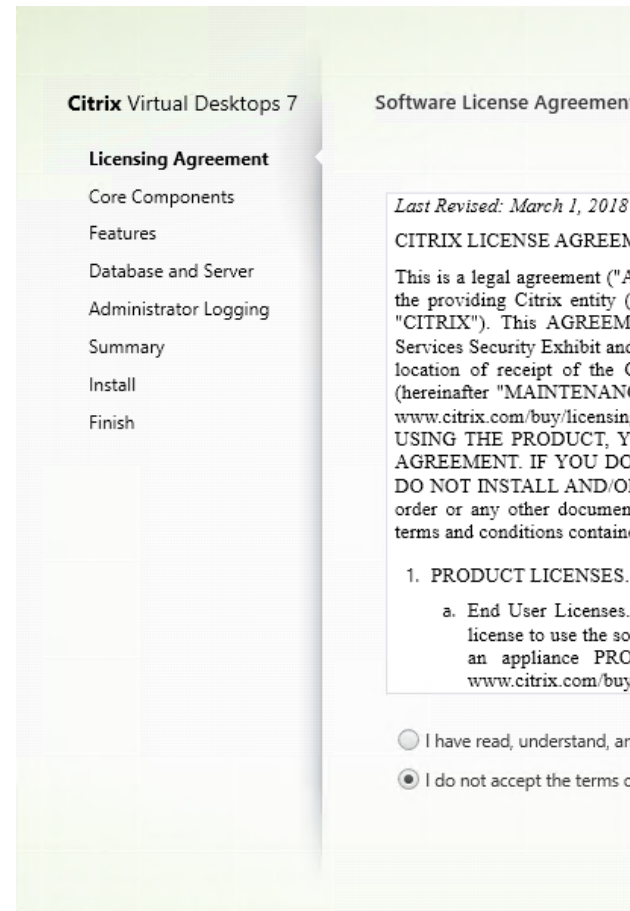 Citrix Virtual Desktops 7
Licensing Agreement
Core Components
Features
Database and Server
Administrator Logging
Summary
Install
Finish
Software License Agreement
Last Revised: March 1, 2018
CITRIX LICENSE AGREEM
This is a legal agreement ("A
the providing Citrix entity (
"CITRIX"). This AGREEM
Services Security Exhibit and
location of receipt of the C
(hereinafter "MAINTENANC
www.citrix.com/buy/licensin
USING THE PRODUCT, Y
AGREEMENT. IF YOU DO
DO NOT INSTALL AND/OR
order or any other documen
terms and conditions containe
1. PRODUCT LICENSES.
a. End User Licenses.
license to use the so
an appliance PRO
www.citrix.com/buy
I have read, understand, an
I do not accept the terms o